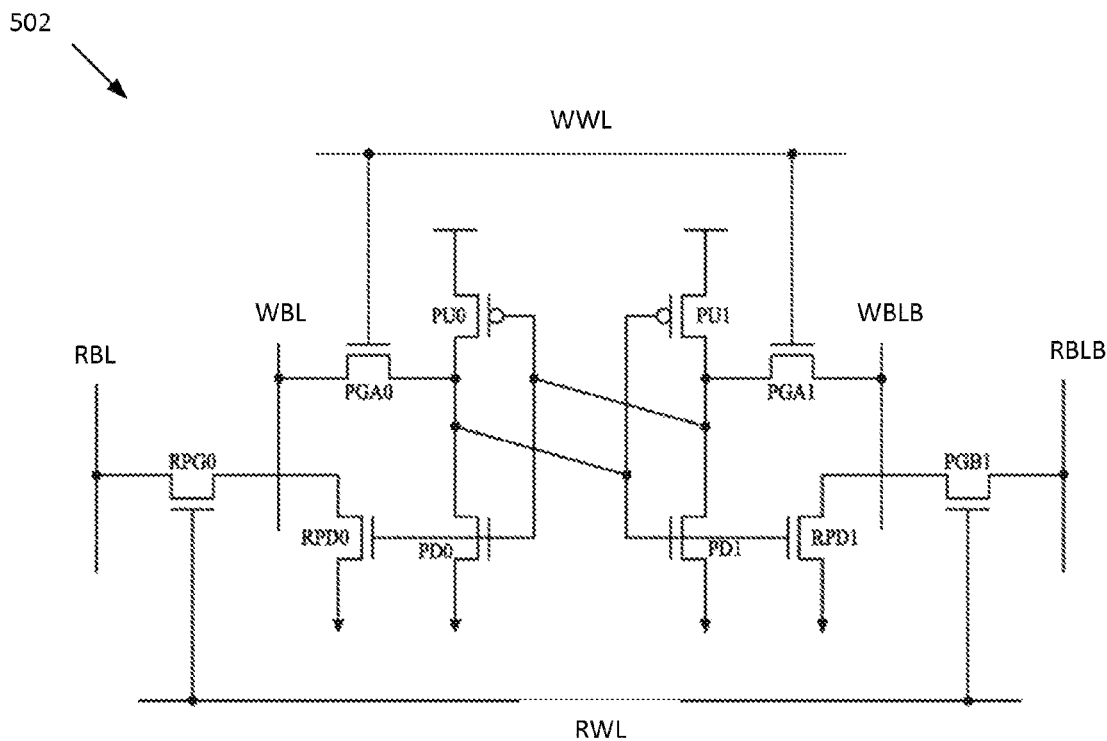 502
WWL
PU0
PU1
WBL
WBLB
RBL
RBLB
PGA0
PGA1
RPG0
PGB1
RPD0
PD0
PD1
RPD1
RWL